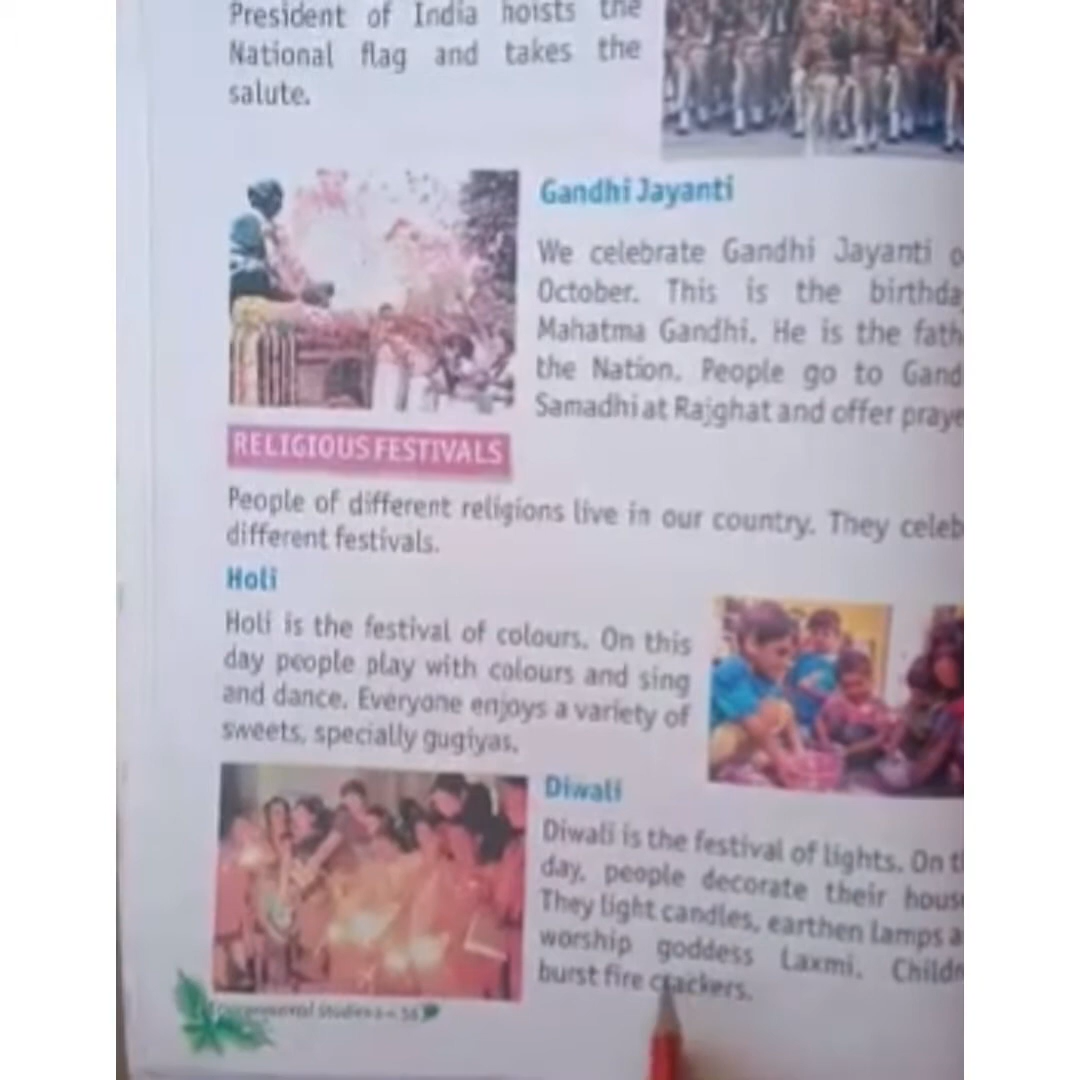 President of India hoists the
National flag and takes the
salute.
Gandhi Jayanti
We celebrate Gandhi Jayanti
October. This is the birthda
Mahatma Gandhi. He is the fath
the Nation. People go to Gand
Samadhi at Rajghat and offer praye
RELIGIOUS FESTIVALS
People of different religions live in our country. They celeb
different festivals.
Holi
Holi is the festival of colours. On this
day people play with colours and sing
and dance. Everyone enjoys a variety of
sweets, specially gugiyas.
Diwali
Diwali is the festival of lights. On t
day, people decorate their hous
They light candles, earthen lamps a
worship goddess Laxmi. Child
burst fire crackers.
Studies